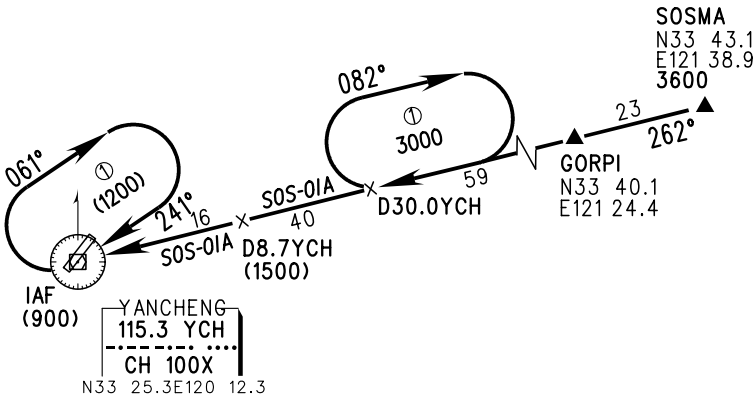 SOSMA
N33 43.1
E121 38.9
3600
082°
①
3000
23
262°
GORPI
N33 40.1
E121 24.4
59
061°
①
(1200)
241°
SOS-01A
D30.0YCH
16
40
SOS-01A
D8.7YCH
(1500)
IAF
(900)
YANCHENG
115.3 YCH
CH 100X
N33 25.3E120 12.3